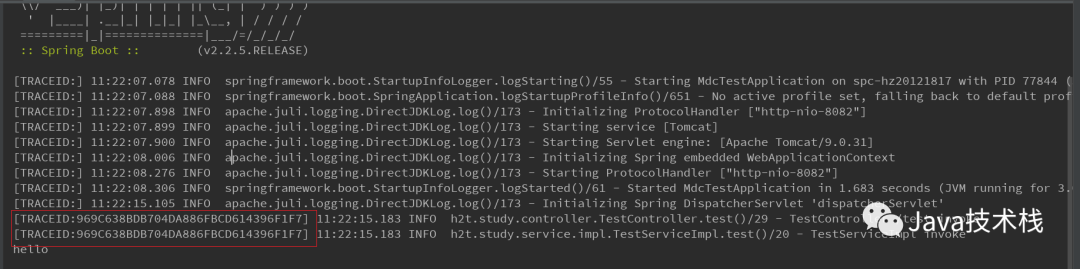 :: Spring Boot :: (v2.2.5.RELEASE)
[TRACEID:] 11:22:07.078 INFO springframework.boot.StartupInfoLogger.logStarting()/55 - Starting MdcTestApplication on spc-hz20121817 with PID 77844 (
[TRACEID:] 11:22:07.088 INFO springframework.boot.SpringApplication.logStartupProfileInfo()/651 - No active profile set, falling back to default prof
[TRACEID:] 11:22:07.898 INFO apache.juli.logging.DirectJDKLog.log()/173 - Initializing ProtocolHandler ["http-nio-8082"]
[TRACEID:] 11:22:07.899 INFO apache.juli.logging.DirectJDKLog.log()/173 - Starting service [Tomcat]
[TRACEID:] 11:22:07.900 INFO apache.juli.logging.DirectJDKLog.log()/173 - Starting Servlet engine: [Apache Tomcat/9.0.31]
[TRACEID:] 11:22:08.006 INFO apache.juli.logging.DirectJDKLog.log()/173 - Initializing Spring embedded WebApplicationContext
[TRACEID:] 11:22:08.276 INFO apache.juli.logging.DirectJDKLog.log()/173 - Starting ProtocolHandler ["http-nio-8082"]
[TRACEID:] 11:22:08.306 INFO springframework.boot.StartupInfoLogger.logStarted()/61 - Started MdcTestApplication in 1.683 seconds (JVM running for 3.
[TRACEID:] 11:22:15.105 INFO apache.juli.logging.DirectJDKLog.log()/173 - Initializing Spring DispatcherServlet 'dispatcherServlet'
[TRACEID:969C638BDB704DA886FBCD614396F1F7] 11:22:15.183 INFO h2t.study.controller.TestController.test()/29 - TestController test invoke
[TRACEID:969C638BDB704DA886FBCD614396F1F7] 11:22:15.183 INFO h2t.study.service.impl.TestServiceImpl.test()/20 - TestServiceImpl invoke
hello
Java技术栈